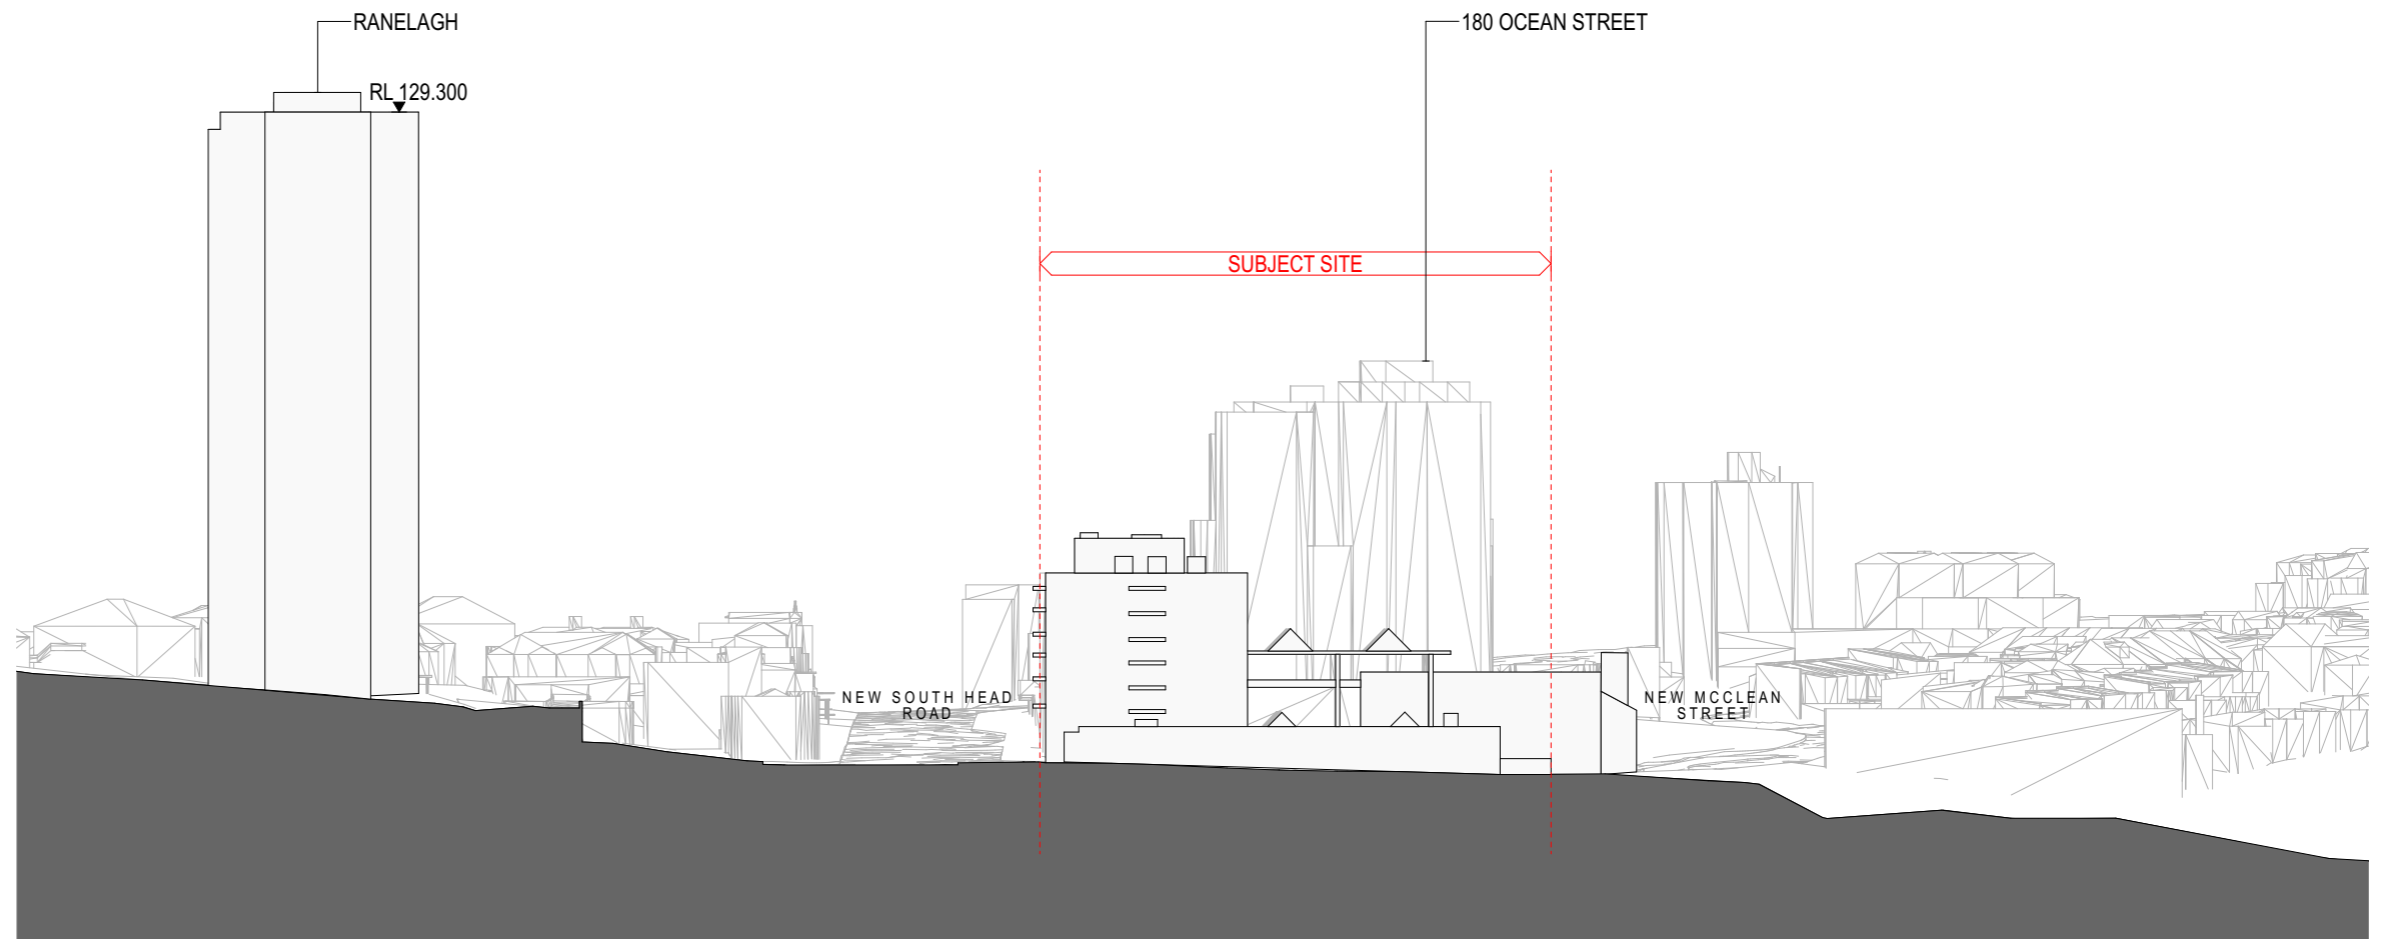 RANELAGH
180 OCEAN STREET
RL 129.300
SUBJECT SITE
NEW SOUTH HEAD
ROAD
NEW MCCLEAN
STREET